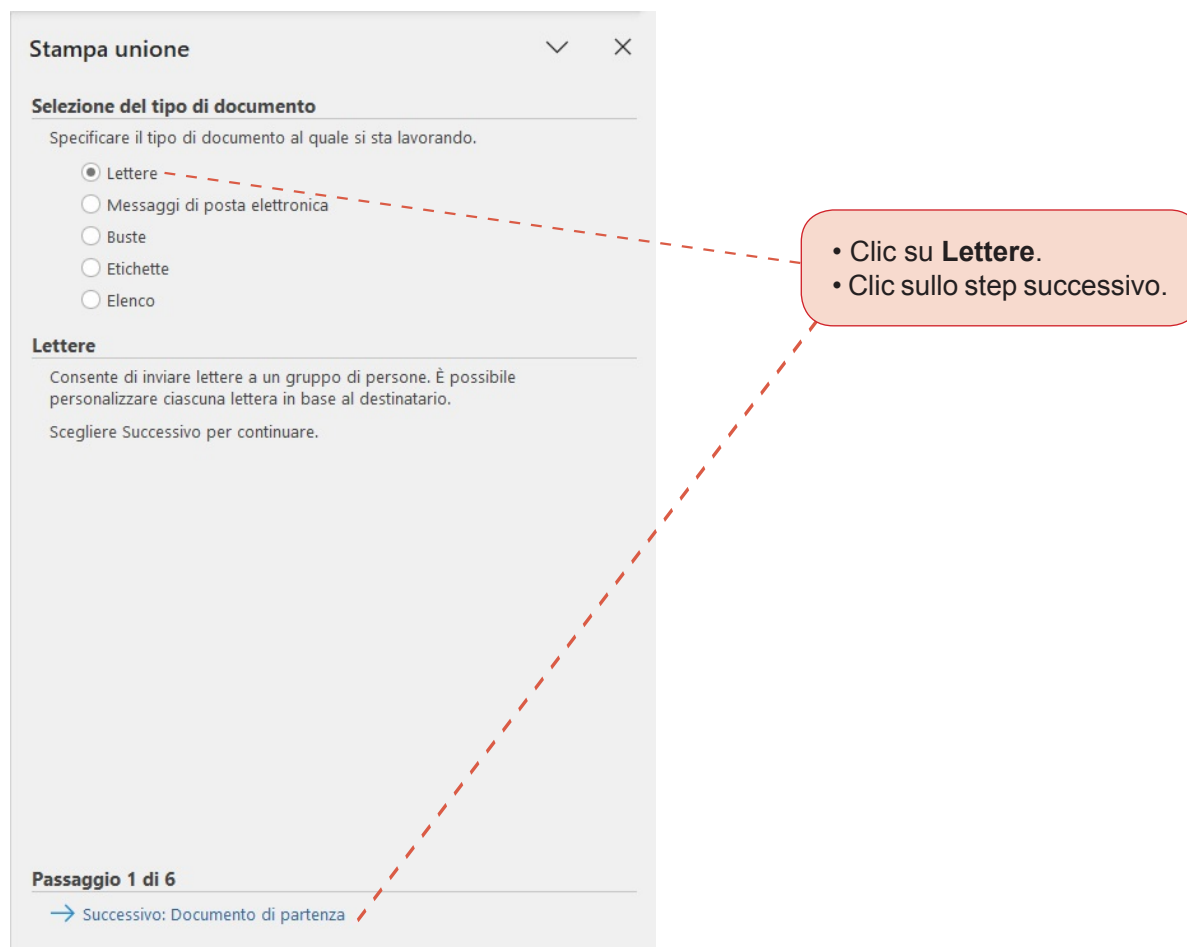 Stampa unione
Selezione del tipo di documento
Specificare il tipo di documento al quale si sta lavorando.
Lettere
Messaggi di posta elettronica
Buste
Etichette
Elenco
• Clic su Lettere.
• Clic sullo step successivo.
Lettere
Consente di inviare lettere a un gruppo di persone. È possibile
personalizzare ciascuna lettera in base al destinatario.
Scegliere Successivo per continuare.
Passaggio 1 di 6
→ Successivo: Documento di partenza